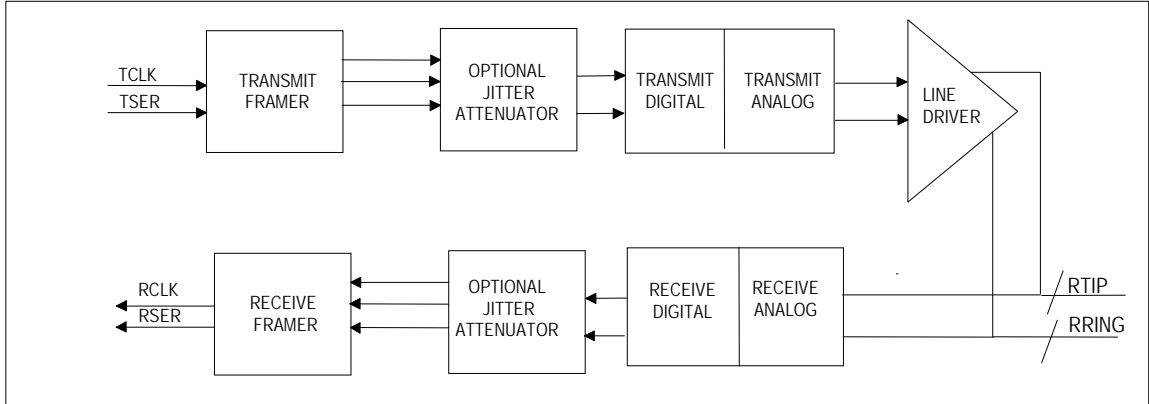 TCLK
TSER
TRANSMIT
FRAMER
OPTIONAL
JITTER
ATTENUATOR
TRANSMIT
DIGITAL
TRANSMIT
ANALOG
LINE
DRIVER
RCLK
RSER
RECEIVE
FRAMER
OPTIONAL
JITTER
ATTENUATOR
RECEIVE
DIGITAL
RECEIVE
ANALOG
RTIP
RRING